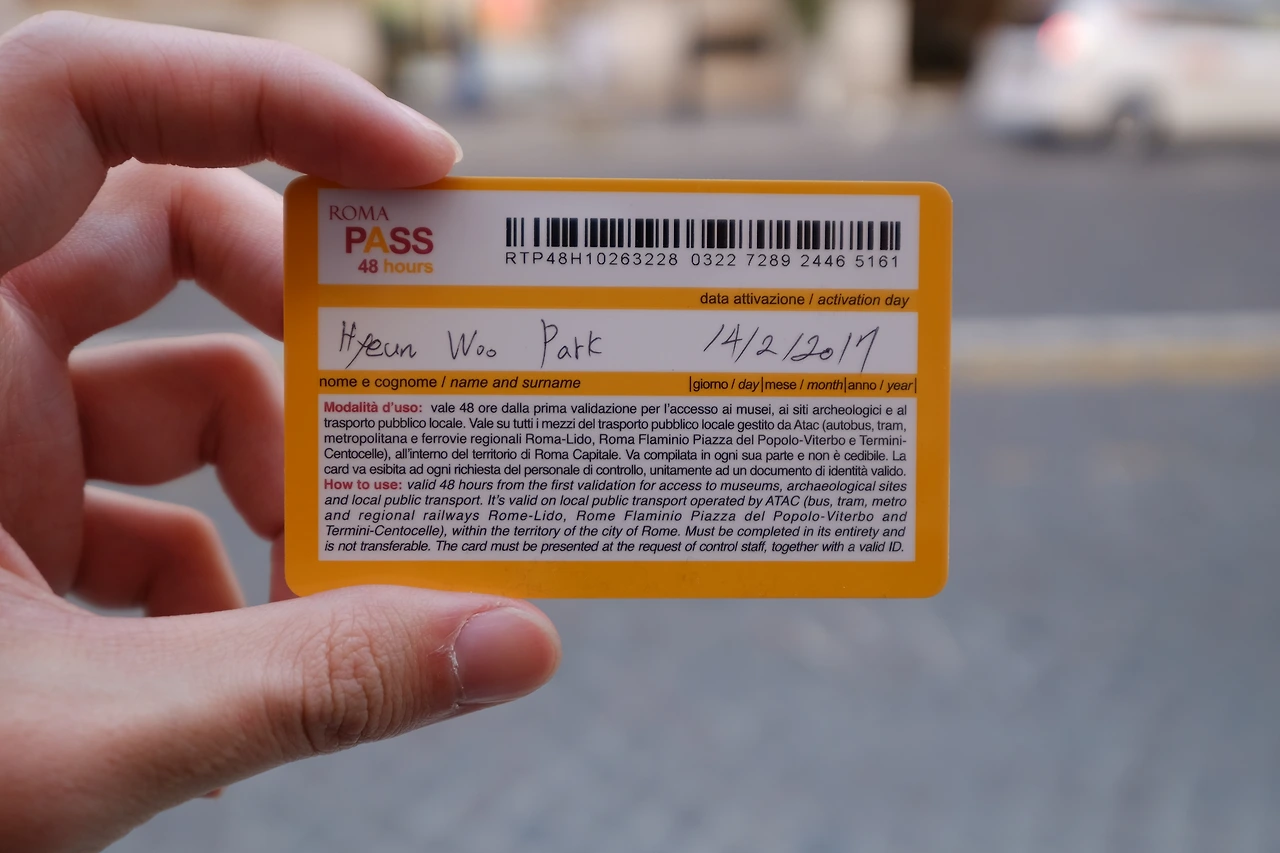 ROMA
PASS
48 hours
RTP48H10263228 0322 7289 2446 5161
data attivazione / activation day
Hyeun Woo Park 14/2/2017
nome e cognome / name and surname |giorno / day|mese / month|anno / year|
Modalità d'uso: vale 48 ore dalla prima validazione per l'accesso ai musei, ai siti archeologici e al
trasporto pubblico locale. Vale su tutti i mezzi del trasporto pubblico locale gestito da Atac (autobus, tram,
metropolitana e ferrovie regionali Roma-Lido, Roma Flaminio Piazza del Popolo-Viterbo e Termini-
Centocelle), all'interno del territorio di Roma Capitale. Va compilata in ogni sua parte e non è cedibile. La
card va esibita ad ogni richiesta del personale di controllo, unitamente ad un documento di identità valido.
How to use: valid 48 hours from the first validation for access to museums, archaeological sites
and local public transport. It's valid on local public transport operated by ATAC (bus, tram, metro
and regional railways Rome-Lido, Rome Flaminio Piazza del Popolo-Viterbo and
Termini-Centocelle), within the territory of the city of Rome. Must be completed in its entirety and
is not transferable. The card must be presented at the request of control staff, together with a valid ID.